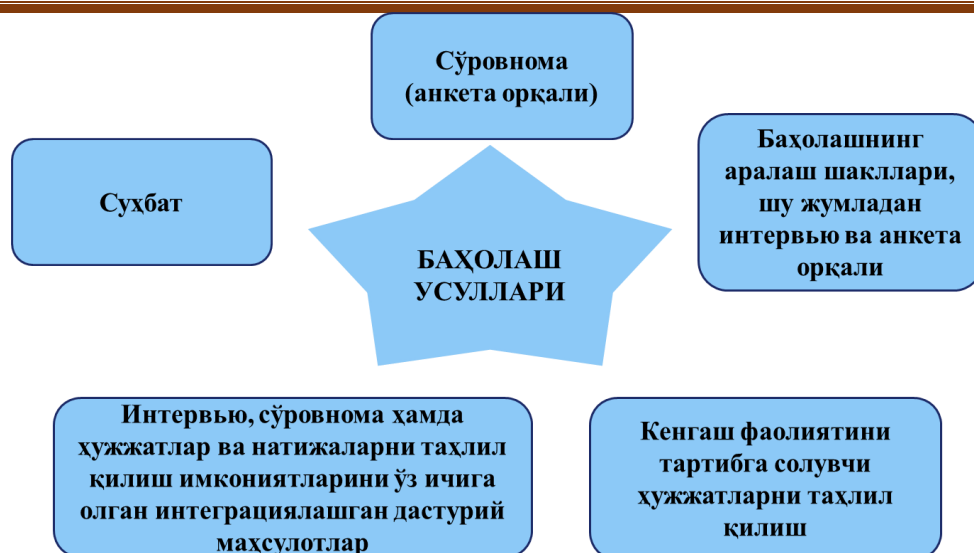 Сўровнома
(анкета орқали)
Суҳбат
Баҳолашнинг
аралаш шакллари,
шу жумладан
интервью ва анкета
орқали
БАҲОЛАШ
УСУЛЛАРИ
Интервью, сўровнома ҳамда
ҳужжатлар ва натижаларни таҳлил
қилиш имкониятларини ўз ичига
олган интеграциялашган дастурий
маҳсулотлар
Кенгаш фаолиятини
тартибга солувчи
ҳужжатларни таҳлил
қилиш